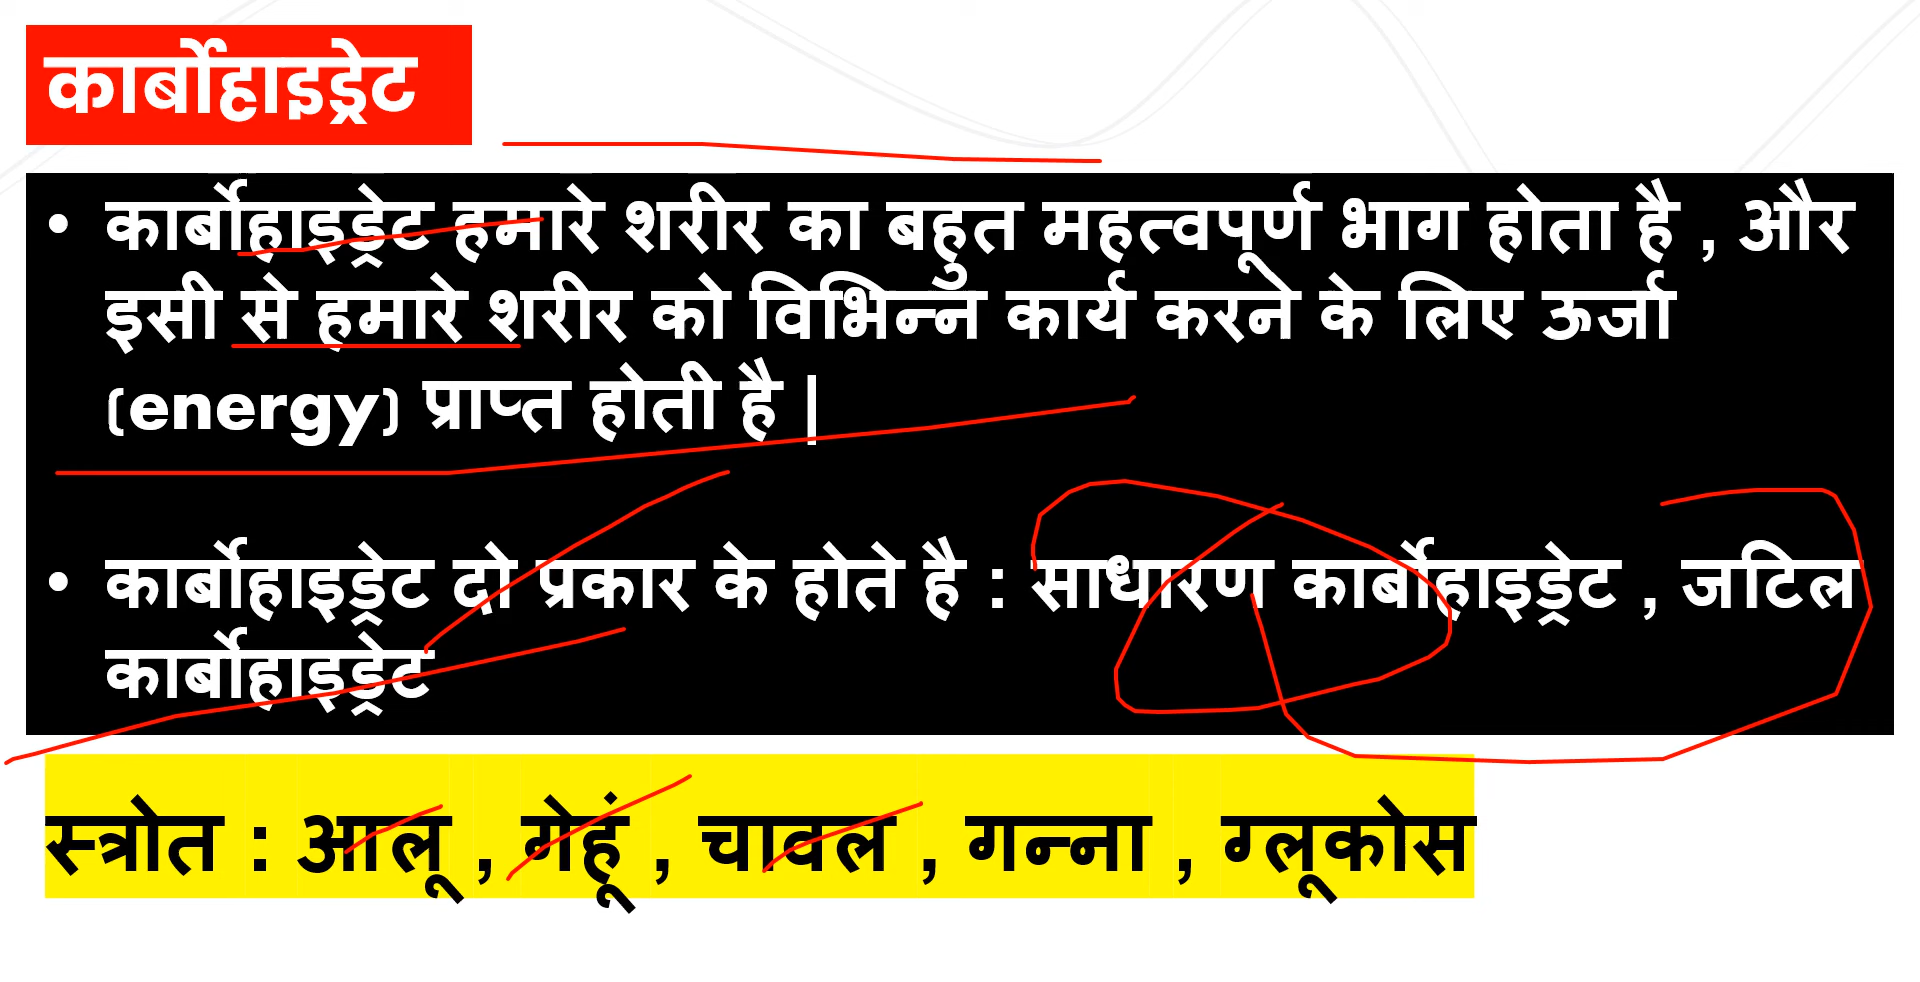 कार्बोहाइड्रेट
• कार्बोहाइड्रेट हमारे शरीर का बहुत महत्वपूर्ण भाग होता है , और
इसी से हमारे शरीर को विभिन्न कार्य करने के लिए ऊर्जा
(energy) प्राप्त होती है |
• कार्बोहाइड्रेट दो प्रकार के होते है : साधारण कार्बोहाइड्रेट , जटिल
कार्बोहाइड्रेट
स्त्रोत : आलू , गेहूं , चावल , गन्ना , ग्लूकोस